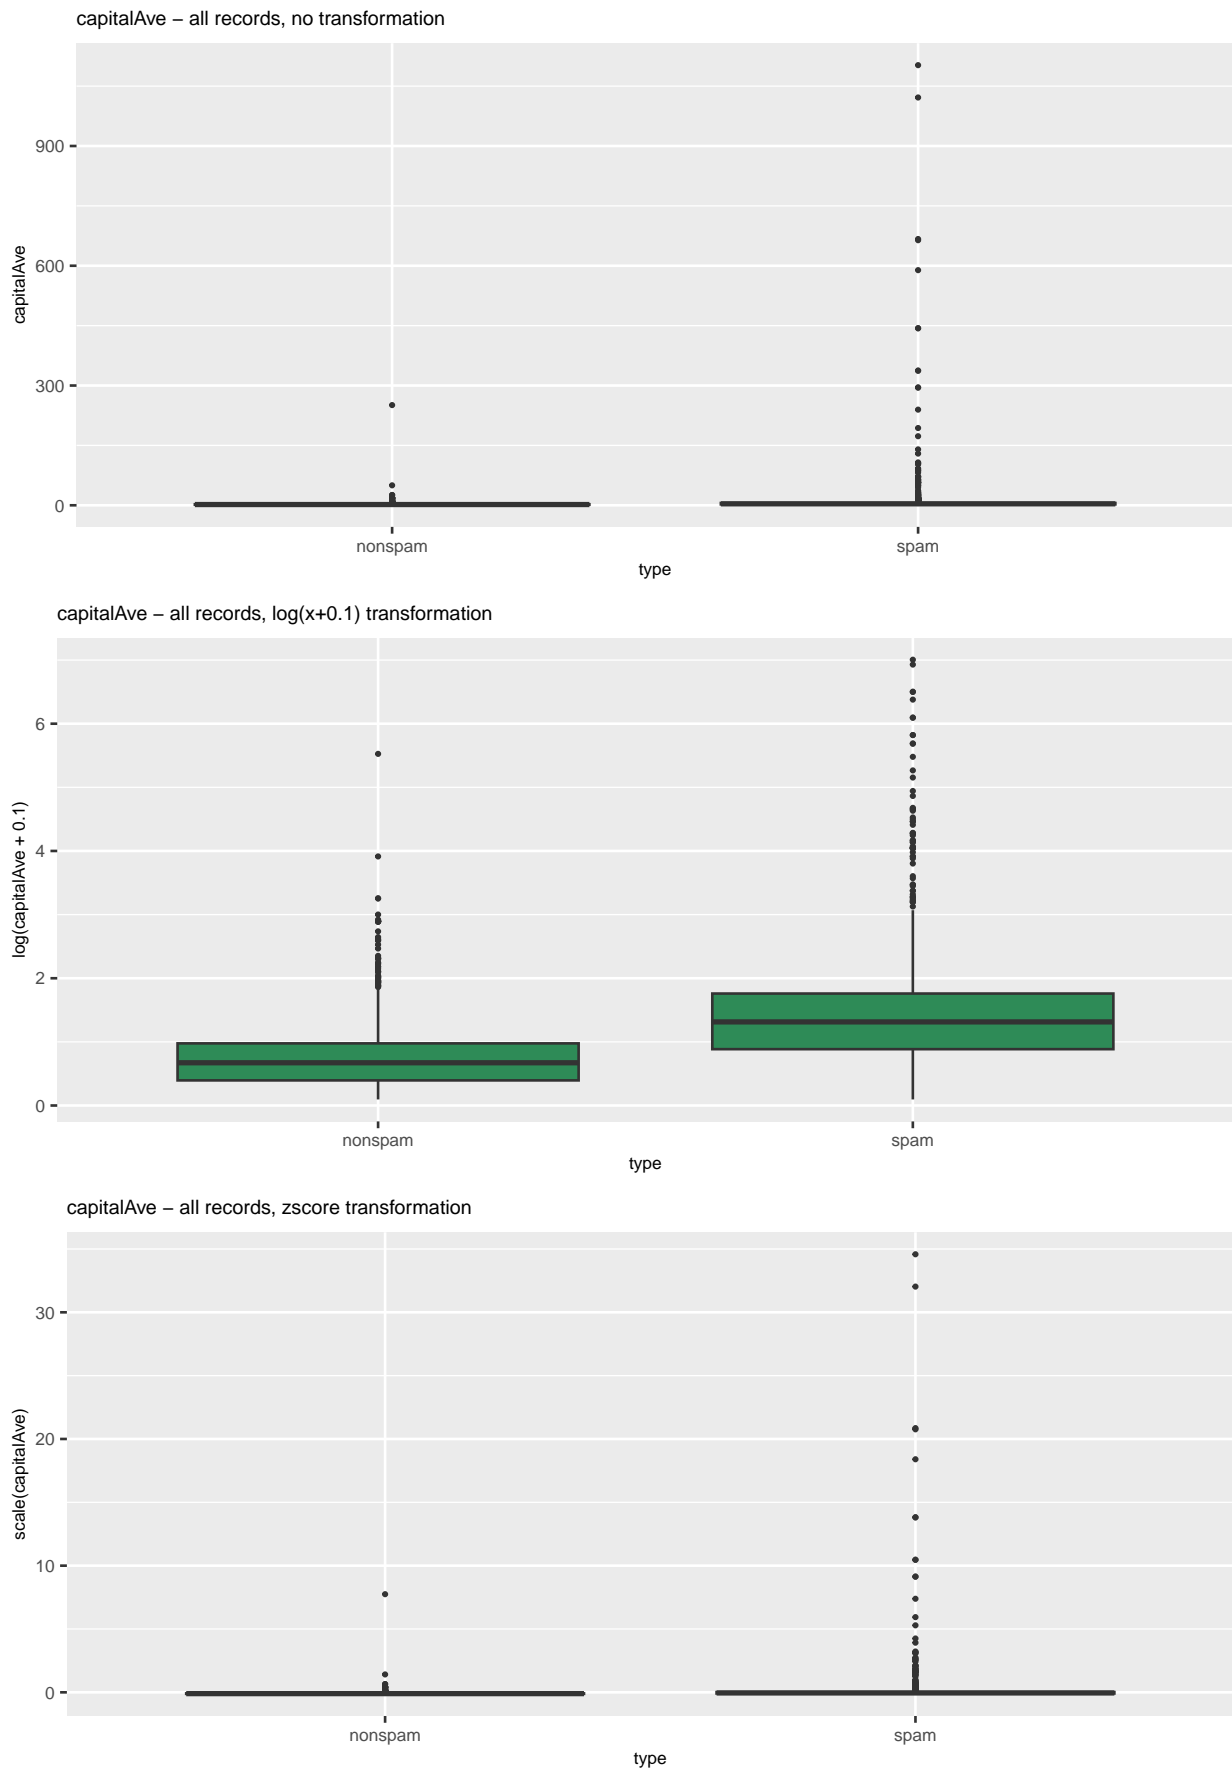 capitalAve – all records, no transformation
900
600
300
0
capitalAve
nonspam
spam
type
capitalAve – all records, log(x+0.1) transformation
6
4
2
0
log(capitalAve + 0.1)
nonspam
spam
type
capitalAve – all records, zscore transformation
30
20
10
0
scale(capitalAve)
nonspam
spam
type